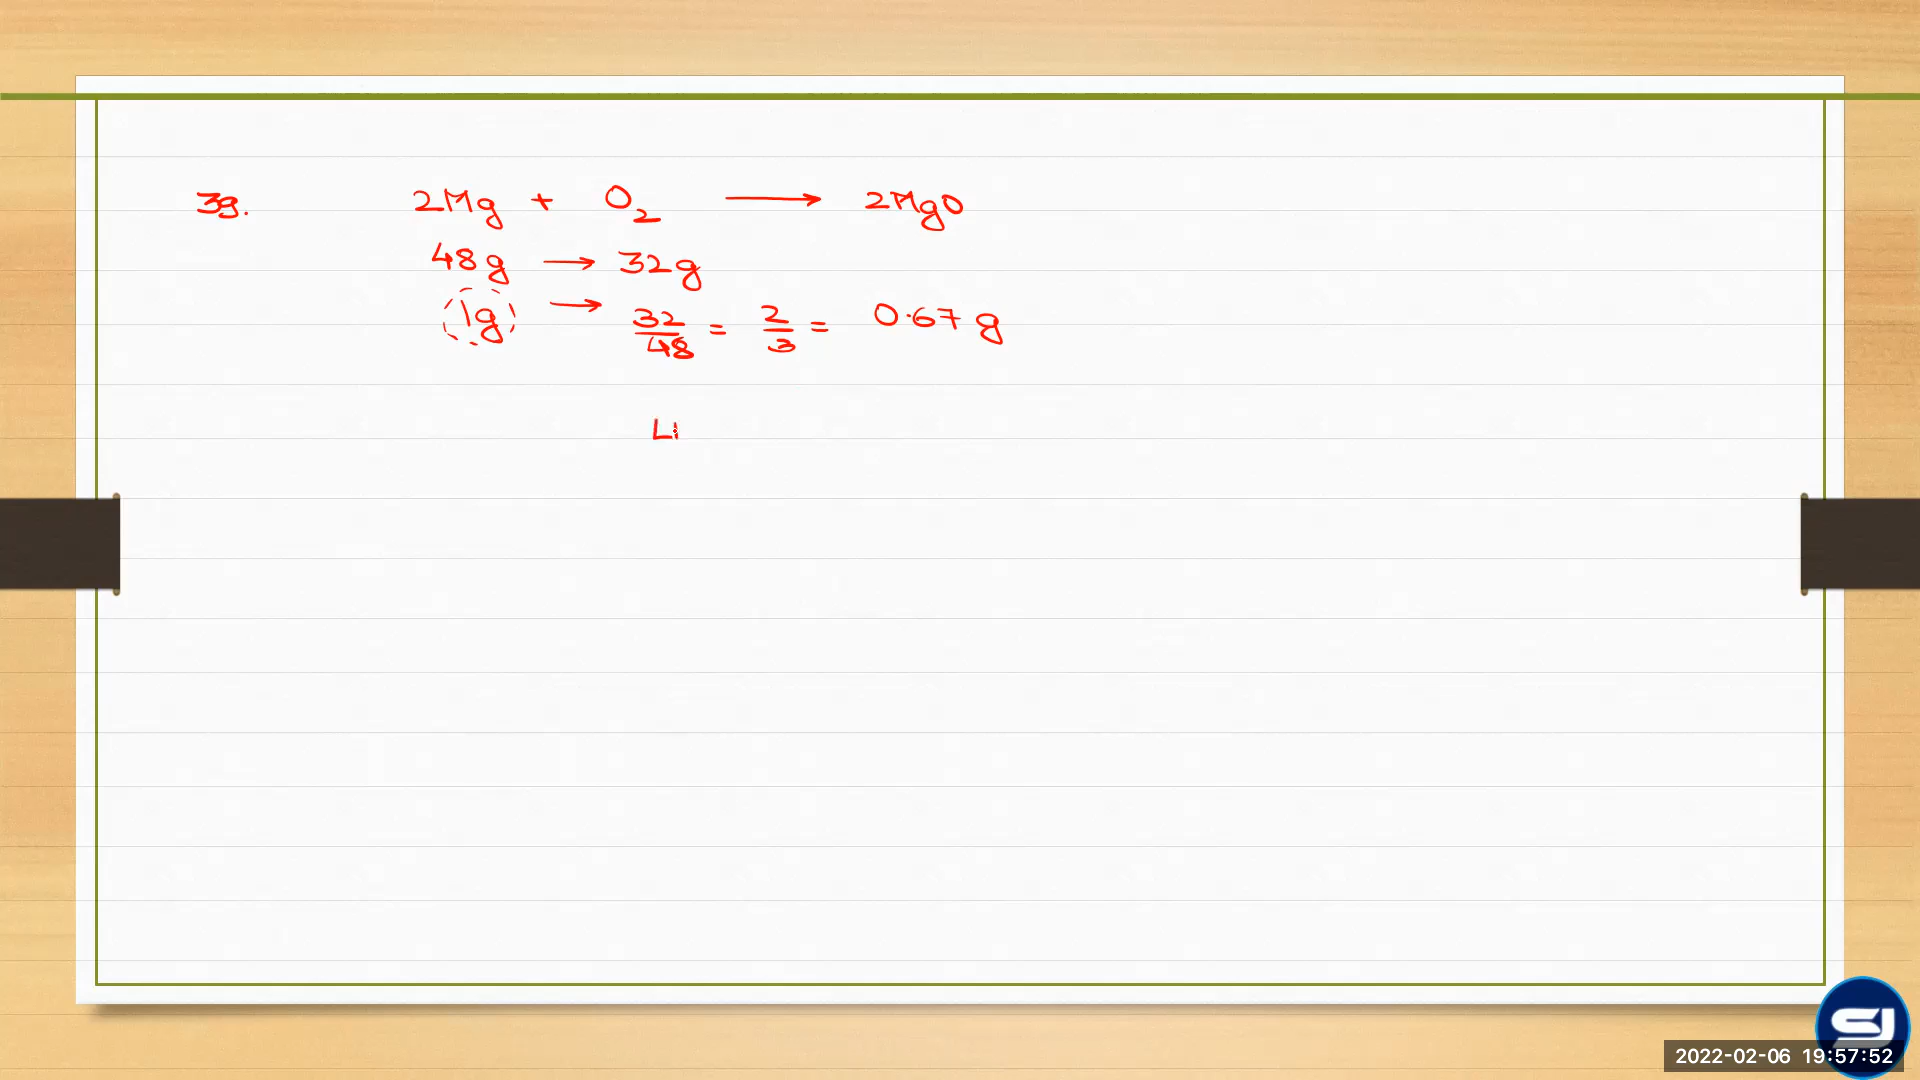 39. 2Mg + O₂ → 2MgO
48g → 32g
1g → 32/48 = 2/3 = 0.67 g
LI
SJ
2022-02-06 19:57:52